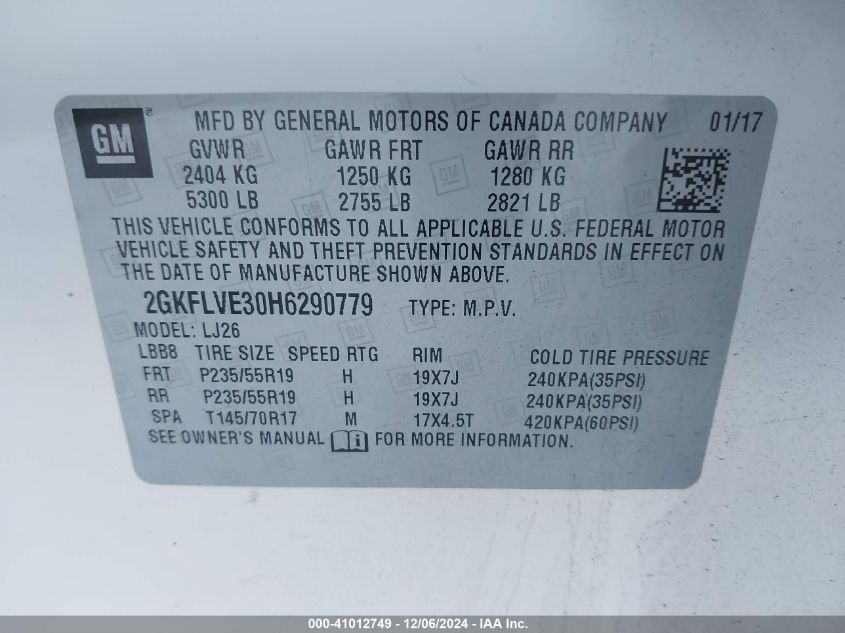 GM ® MFD BY GENERAL MOTORS OF CANADA COMPANY 01/17
GVWR GAWR FRT GAWR RR
2404 KG 1250 KG 1280 KG
5300 LB 2755 LB 2821 LB
THIS VEHICLE CONFORMS TO ALL APPLICABLE U.S. FEDERAL MOTOR
VEHICLE SAFETY AND THEFT PREVENTION STANDARDS IN EFFECT ON
THE DATE OF MANUFACTURE SHOWN ABOVE.
2GKFLVE30H6290779 TYPE: M.P.V.
MODEL: LJ26
LBB8 TIRE SIZE SPEED RTG RIM COLD TIRE PRESSURE
FRT P235/55R19 H 19X7J 240KPA(35PSI)
RR P235/55R19 H 19X7J 240KPA(35PSI)
SPA T145/70R17 M 17X4.5T 420KPA(60PSI)
SEE OWNER'S MANUAL i FOR MORE INFORMATION.
000-41012749 - 12/06/2024 - IAA Inc.